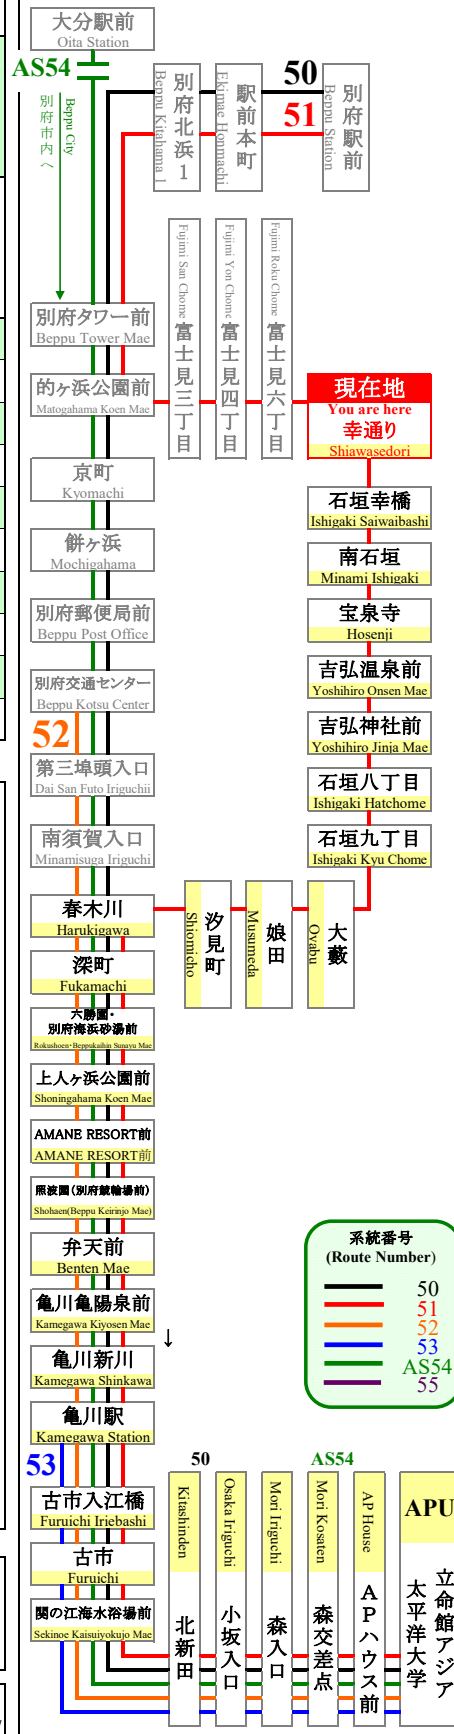 大分駅前
Oita Station
AS54
Beppu City
別府市内へ
50
51
別府北浜1
Beppu Kitahama 1
駅前本町
Ekimae Honmachi
別府駅前
Beppu Station
別府タワー前
Beppu Tower Mae
的ヶ浜公園前
Matogahama Koen Mae
Fujimi San Chome
富士見三丁目
Fujimi Yon Chome
富士見四丁目
Fujimi Roku Chome
富士見六丁目
現在地
You are here
幸通り
Shiawasedori
京町
Kyomachi
餅ヶ浜
Mochigahama
別府郵便局前
Beppu Post Office
別府交通センター
Beppu Kotsu Center
52
第三埠頭入口
Dai San Futo Iriguchii
南須賀入口
Minamisuga Iriguchi
石垣幸橋
Ishigaki Saiwaibashi
南石垣
Minami Ishigaki
宝泉寺
Hosenji
吉弘温泉前
Yoshihiro Onsen Mae
吉弘神社前
Yoshihiro Jinja Mae
石垣八丁目
Ishigaki Hatchome
石垣九丁目
Ishigaki Kyu Chome
春木川
Harukigawa
汐見町
Shiomicho
娘田
Musumeda
大藪
Oyabu
深町
Fukamachi
六勝園・
別府海浜砂湯前
Rokushoen・Beppukaihin Sunayu Mae
上人ヶ浜公園前
Shoningahama Koen Mae
AMANE RESORT前
AMANE RESORT前
照波園(別府競輪場前)
Shohaen(Beppu Keirinjo Mae)
弁天前
Benten Mae
亀川亀陽泉前
Kamegawa Kiyosen Mae
↓
亀川新川
Kamegawa Shinkawa
亀川駅
Kamegawa Station
53
古市入江橋
Furuichi Iriebashi
古市
Furuichi
関の江海水浴場前
Sekinoe Kaisuiyokujo Mae
系統番号
(Route Number)
50
51
52
53
AS54
55
50
AS54
Kitashinden
北新田
Osaka Iriguchi
小坂入口
Mori Iriguchi
森入口
Mori Kosaten
森交差点
AP House
APハウス前
APU
立命館アジア
太平洋大学